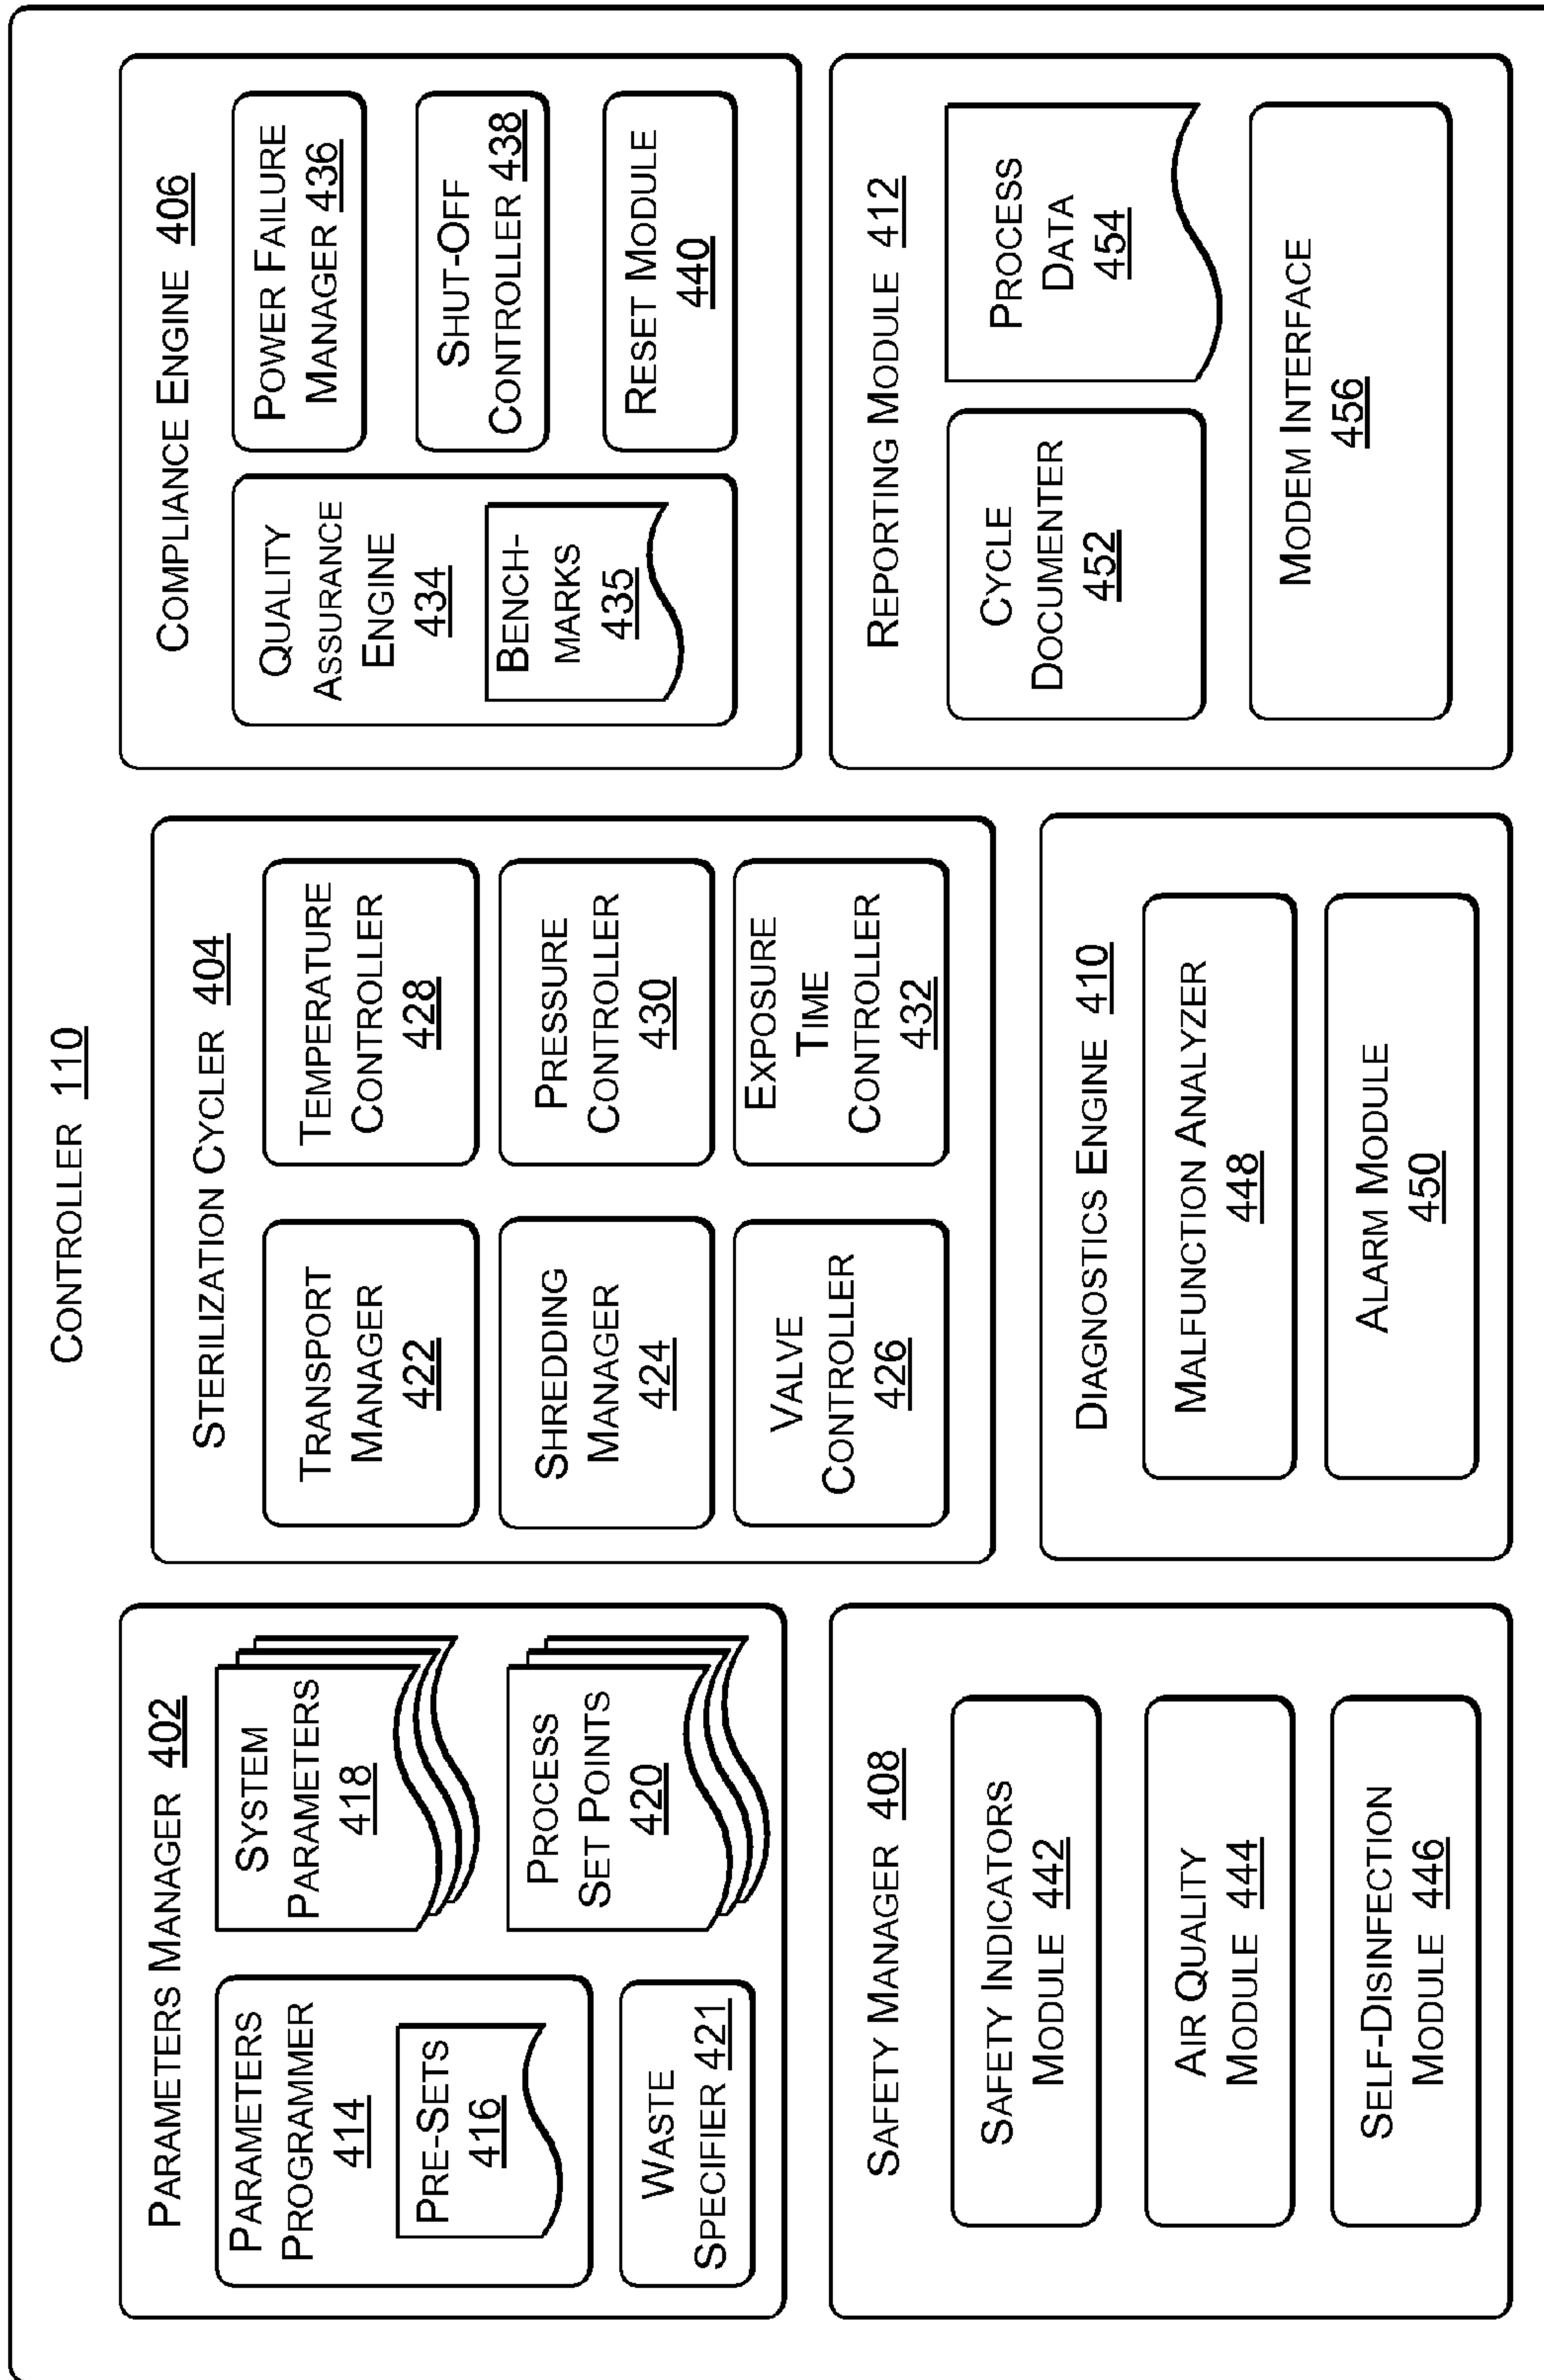 CONTROLLER 110
PARAMETERS MANAGER 402
PARAMETERS
PROGRAMMER
414
PRE-SETS
416
SYSTEM
PARAMETERS
418
WASTE
SPECIFIER 421
PROCESS
SET POINTS
420
STERILIZATION CYCLER 404
TRANSPORT
MANAGER
422
TEMPERATURE
CONTROLLER
428
SHREDDING
MANAGER
424
PRESSURE
CONTROLLER
430
VALVE
CONTROLLER
426
EXPOSURE
TIME
CONTROLLER
432
COMPLIANCE ENGINE 406
QUALITY
ASSURANCE
ENGINE
434
BENCH-
MARKS
435
POWER FAILURE
MANAGER 436
SHUT-OFF
CONTROLLER 438
RESET MODULE
440
SAFETY MANAGER 408
SAFETY INDICATORS
MODULE 442
AIR QUALITY
MODULE 444
SELF-DISINFECTION
MODULE 446
DIAGNOSTICS ENGINE 410
MALFUNCTION ANALYZER
448
ALARM MODULE
450
REPORTING MODULE 412
CYCLE
DOCUMENTER
452
PROCESS
DATA
454
MODEM INTERFACE
456